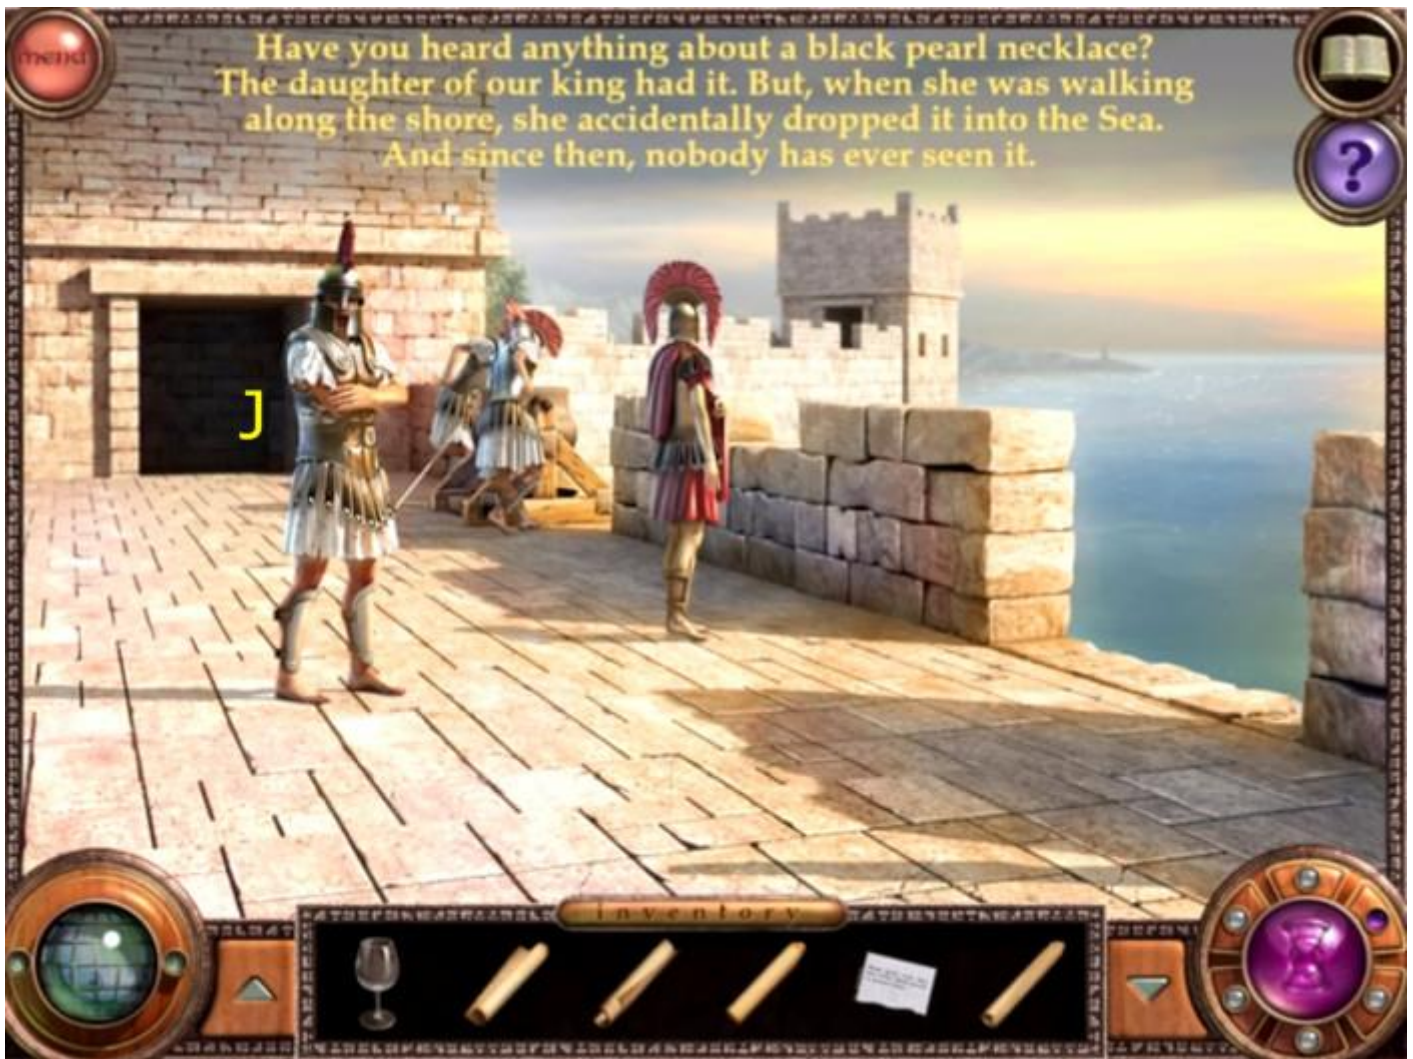 menu
Have you heard anything about a black pearl necklace?
The daughter of our king had it. But, when she was walking
along the shore, she accidentally dropped it into the Sea.
And since then, nobody has ever seen it.
?
J
inventory